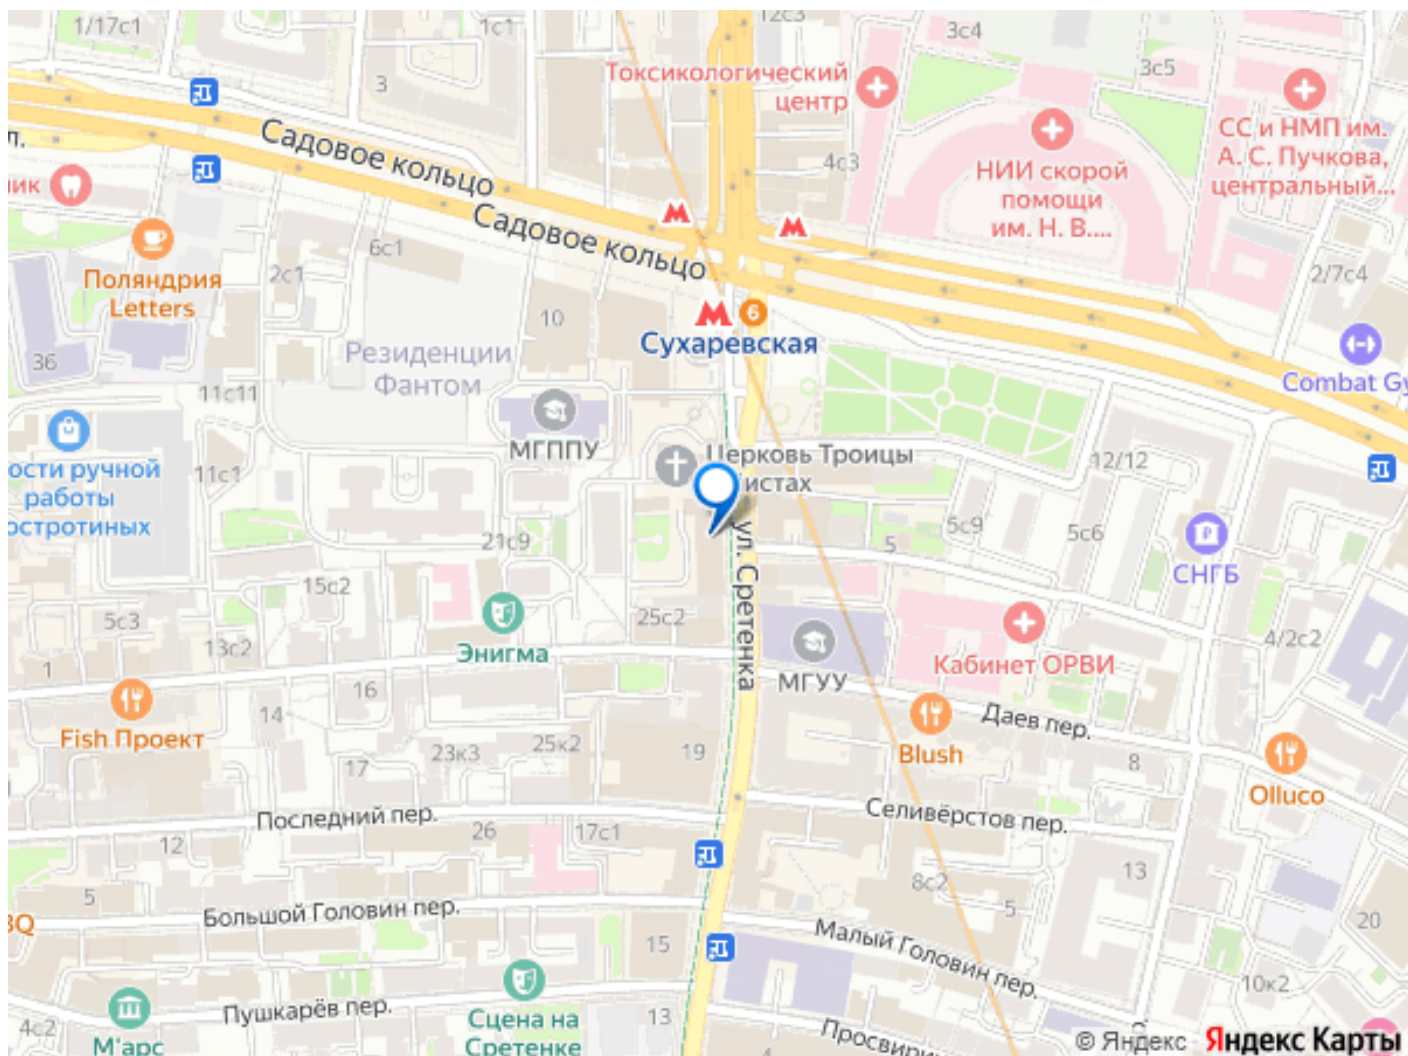 1/17с1
1с1
12с3
3с4
3
Токсикологический
центр
3с5
4с3
НИИ скорой
помощи
им. Н. В....
СС и НМП им.
А. С. Пучкова,
центральный...
л.
Садовое кольцо
Садовое кольцо
ик
6с1
Поляндрия
Letters
2с1
10
6
Сухаревская
2/7с4
36
Резиденции
Фантом
11с11
Combat Gy
МГППУ
Церковь Троицы
истах
12/12
ости ручной
работы
остротиных
11с1
21с9
5с9
5с6
5
СНГБ
ул. Сретенка
15с2
5с3
13с2
25с2
4/2с2
Энигма
МГУУ
Кабинет ОРВИ
1
16
14
Fish Проект
23к3
25к2
19
Даев пер.
Blush
8
17
Olluco
Последний пер.
Селивёрстов пер.
12
26
17с1
13
8с2
5
5
BQ
Большой Головин пер.
15
Малый Головин пер.
20
10к2
Пушкарёв пер.
4с2
М'арс
Сцена на
Сретенке
13
Просвирин
© Яндекс Яндекс Карты